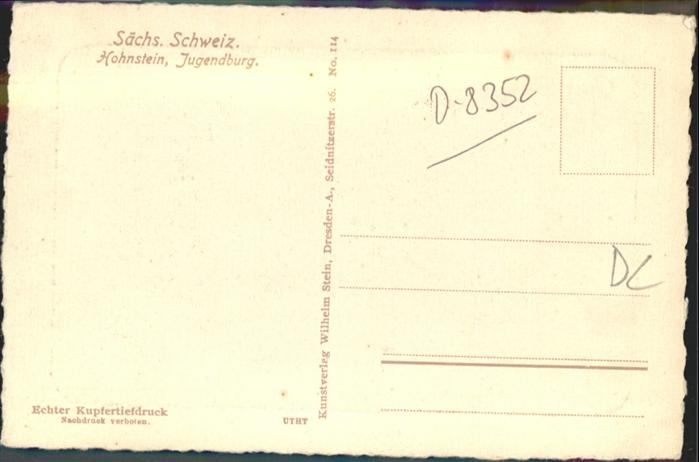 Sächs. Schweiz.
Hohnstein, Jugendburg.
Kunstverlag Wilhelm Stein, Dresden-A., Seidnitzerstr. 26. No. 114
D-8352
DL
Echter Kupfertiefdruck
Nachdruck verboten.
UTHT